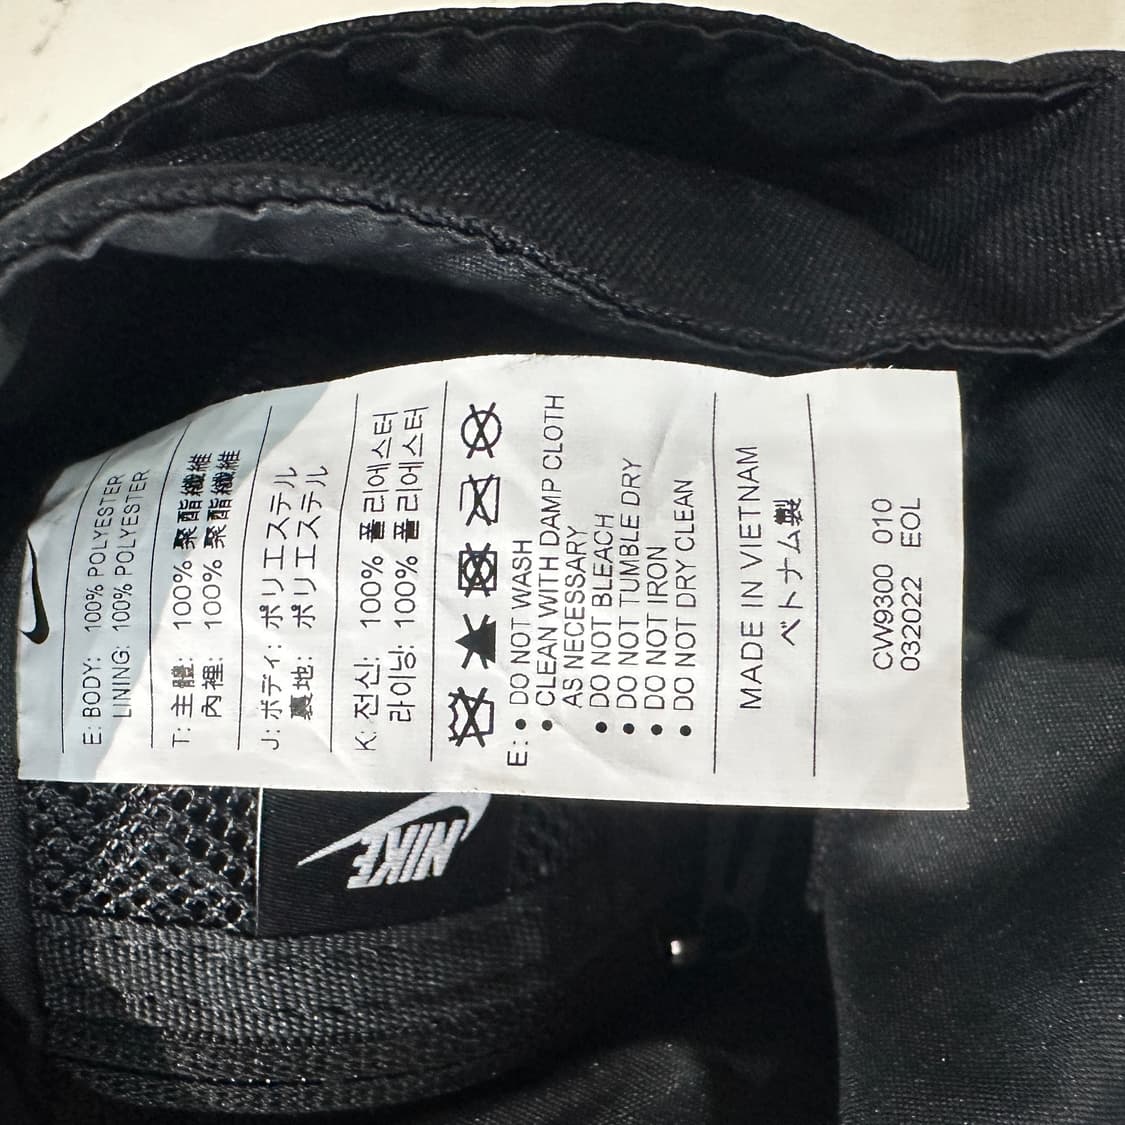 E: BODY: 100% POLYESTER
LINING: 100% POLYESTER
T: 主體: 100% 聚酯纖維
內裡: 100% 聚酯纖維
J: ボディ: ポリエステル
裏地: ポリエステル
K: 전신: 100% 폴리에스터
라이닝: 100% 폴리에스터
E: • DO NOT WASH
• CLEAN WITH DAMP CLOTH
AS NECESSARY
• DO NOT BLEACH
• DO NOT TUMBLE DRY
• DO NOT IRON
• DO NOT DRY CLEAN
MADE IN VIETNAM
ベトナム製
CW9300 010
032022 EOL
NIKE